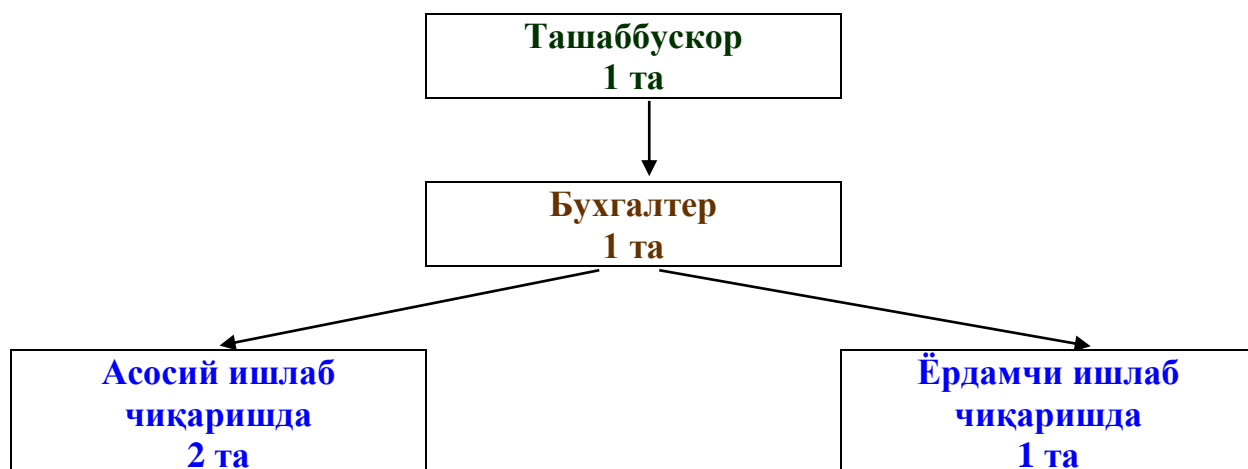 Ташаббускор
1 та
Бухгалтер
1 та
Асосий ишлаб
чиқаришда
2 та
Ёрдамчи ишлаб
чиқаришда
1 та